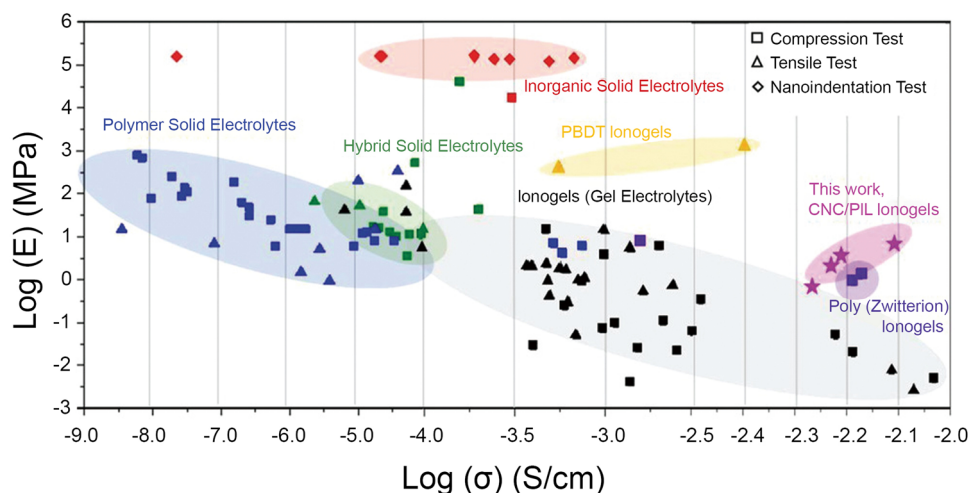 6
5
4
3
2
1
0
-1
-2
-3
Log (E) (MPa)
Compression Test
Tensile Test
Nanoindentation Test
Inorganic Solid Electrolytes
Polymer Solid Electrolytes
PBDT Ionogels
Hybrid Solid Electrolytes
Ionogels (Gel Electrolytes)
This work,
CNC/PIL Ionogels
Poly (Zwitterion)
Ionogels
-9.0 -8.0 -7.0 -6.0 -5.0 -4.0 -3.5 -3.0 -2.5 -2.4 -2.3 -2.2 -2.1 -2.0
Log (σ) (S/cm)